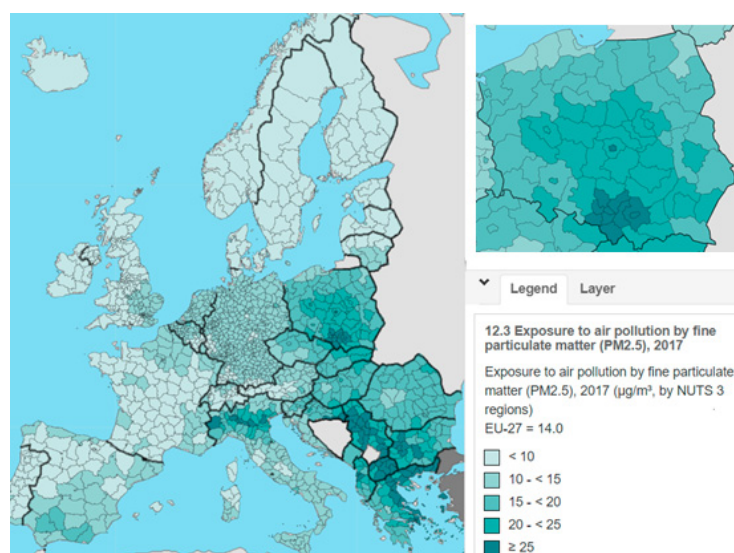 Legend Layer
12.3 Exposure to air pollution by fine
particulate matter (PM2.5), 2017
Exposure to air pollution by fine particulate
matter (PM2.5), 2017 (µg/m³, by NUTS 3
regions)
EU-27 = 14.0
< 10
10 - < 15
15 - < 20
20 - < 25
≥ 25